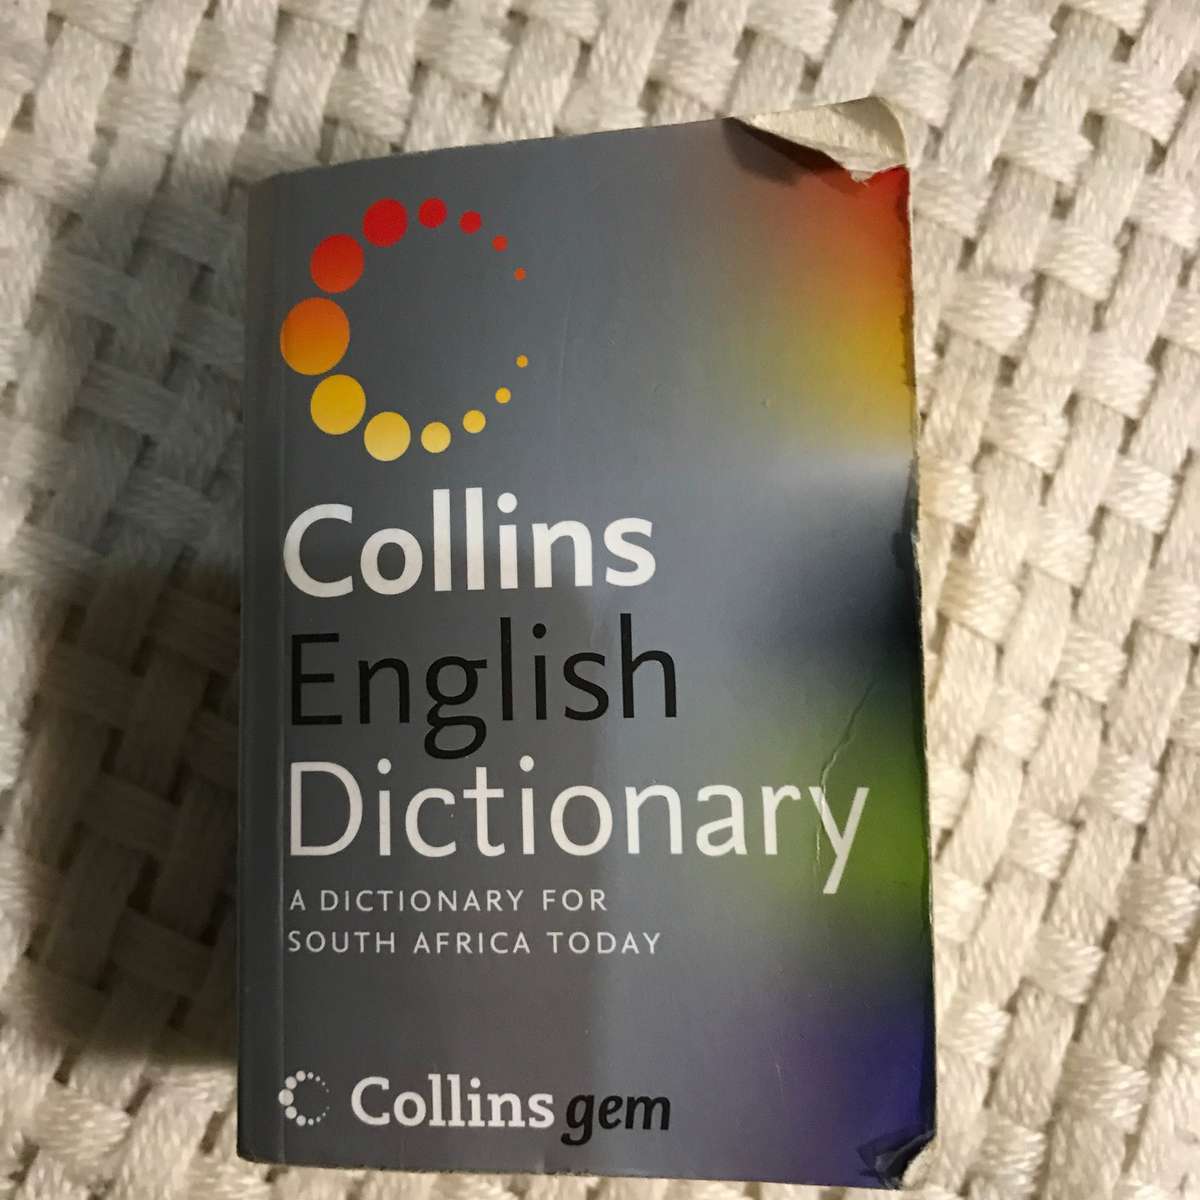 Collins
English
Dictionary
A DICTIONARY FOR
SOUTH AFRICA TODAY
Collins gem